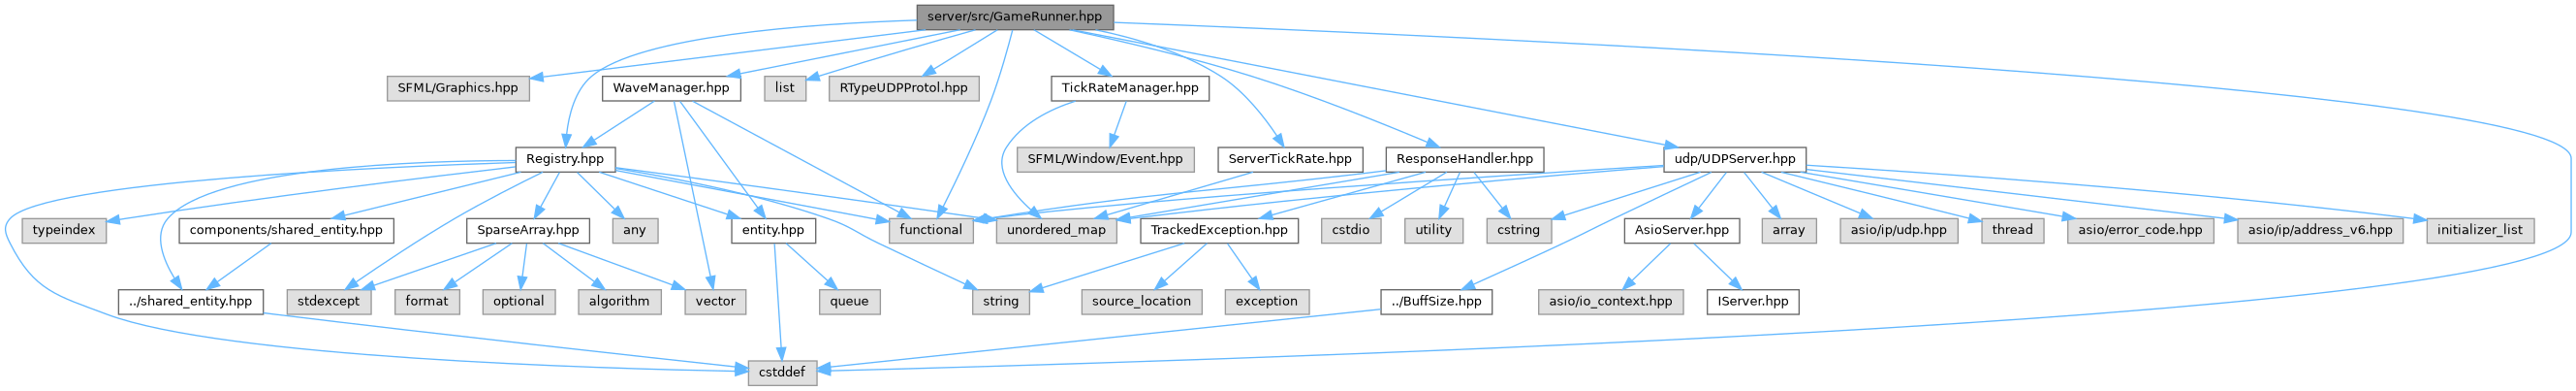 server/src/GameRunner.hpp
SFML/Graphics.hpp
WaveManager.hpp
list
RTypeUDPProtol.hpp
TickRateManager.hpp
Registry.hpp
SFML/Window/Event.hpp
ServerTickRate.hpp
ResponseHandler.hpp
udp/UDPServer.hpp
typeindex
components/shared_entity.hpp
SparseArray.hpp
any
entity.hpp
functional
unordered_map
TrackedException.hpp
cstdio
utility
cstring
AsioServer.hpp
array
asio/ip/udp.hpp
thread
asio/error_code.hpp
asio/ip/address_v6.hpp
initializer_list
../shared_entity.hpp
stdexcept
format
optional
algorithm
vector
queue
string
source_location
exception
../BuffSize.hpp
asio/io_context.hpp
IServer.hpp
cstddef